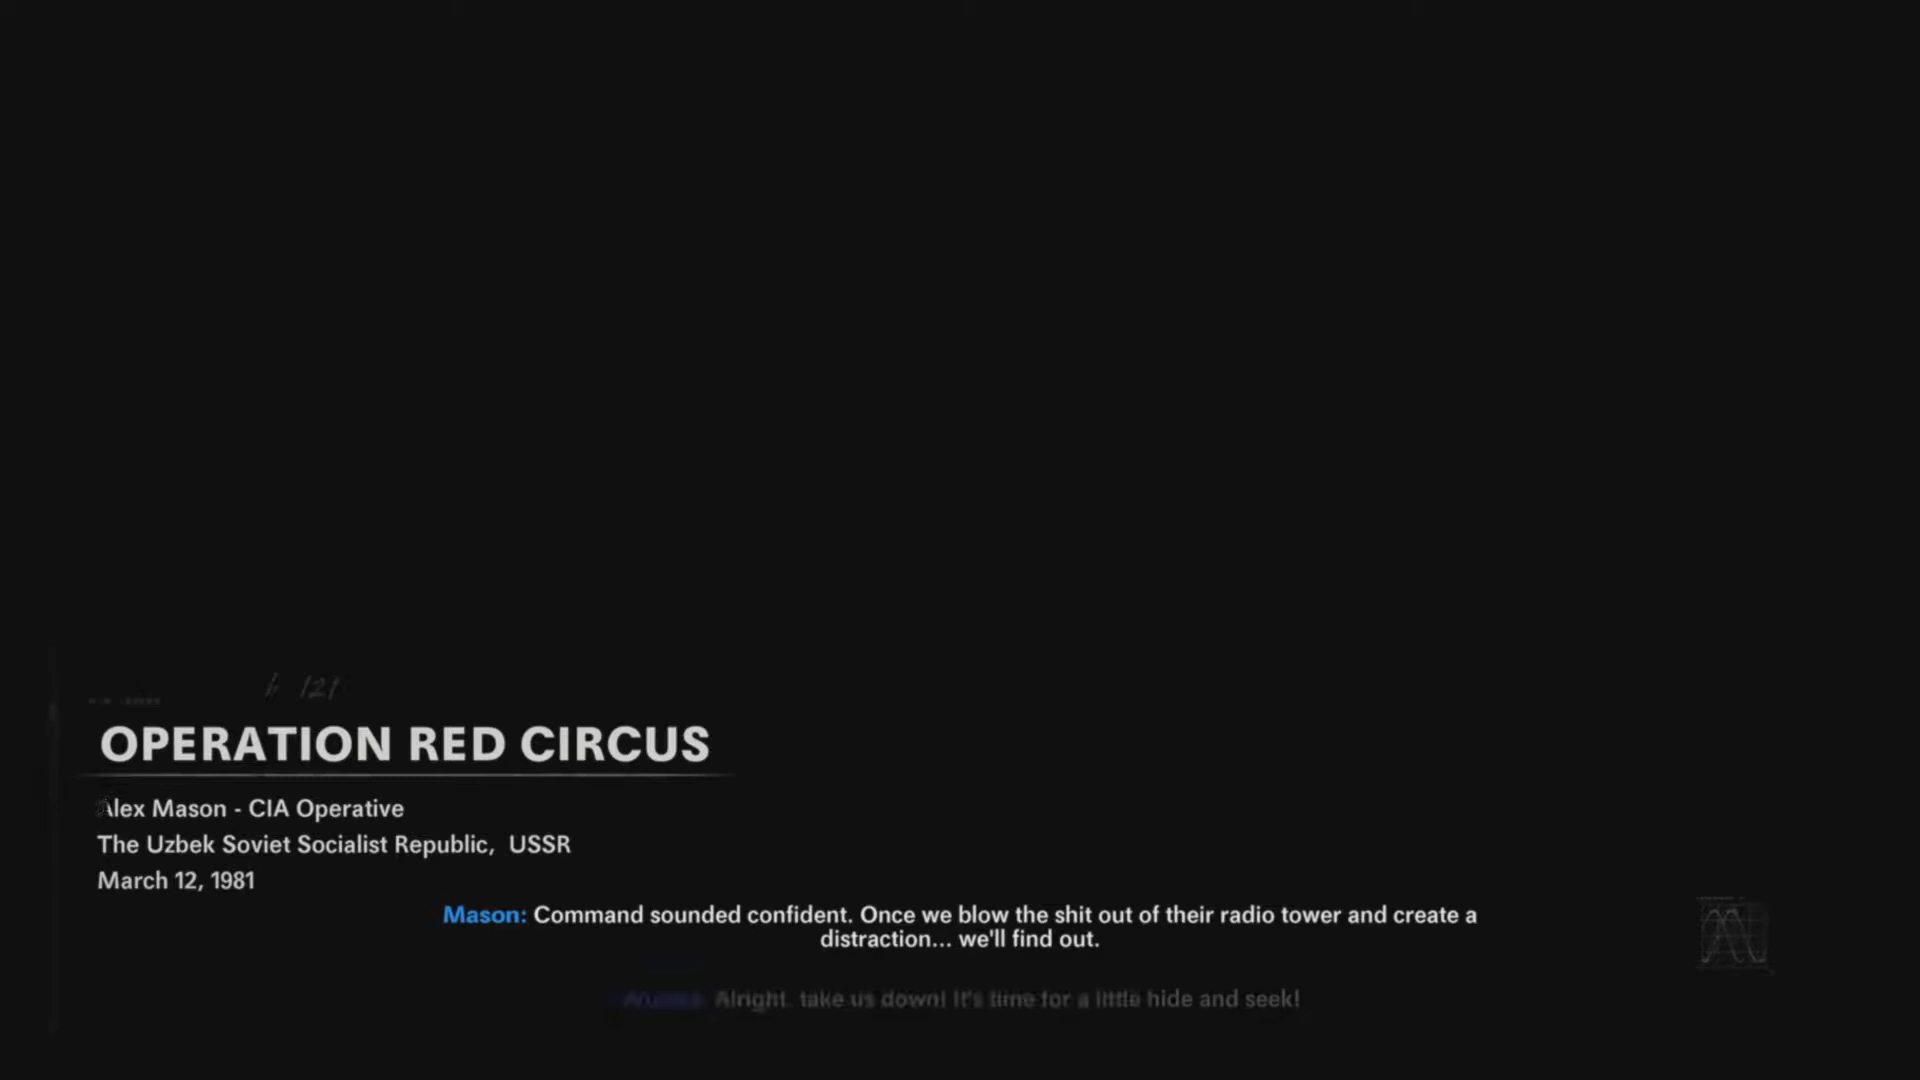 121
OPERATION RED CIRCUS
Alex Mason - CIA Operative
The Uzbek Soviet Socialist Republic, USSR
March 12, 1981
Mason: Command sounded confident. Once we blow the shit out of their radio tower and create a
distraction... we'll find out.
Alright, take us down! It's time for a little hide and seek!